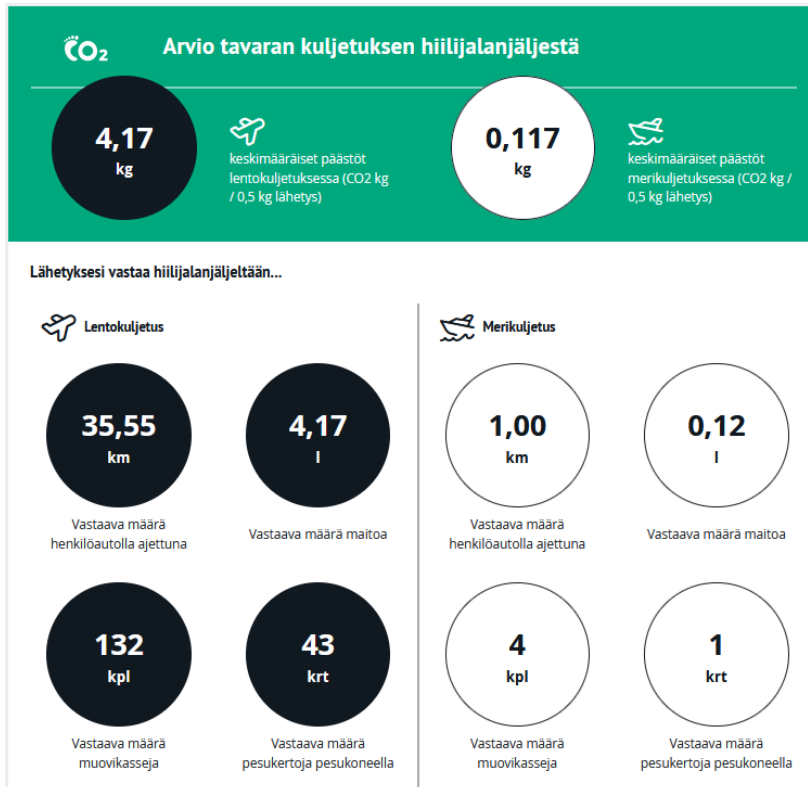 CO2
Arvio tavaran kuljetuksen hiilijalanjäljestä
4,17
kg
keskimääräiset päästöt
lentokuljetuksessa (CO2 kg
/ 0,5 kg lähetys)
0,117
kg
keskimääräiset päästöt
merikuljetuksessa (CO2 kg /
0,5 kg lähetys)
Lähetyksesi vastaa hiilijalanjäljeltään...
Lentokuljetus
35,55
km
Vastaava määrä
henkilöautolla ajettuna
4,17
l
Vastaava määrä maitoa
132
kpl
Vastaava määrä
muovikasseja
43
krt
Vastaava määrä
pesukertoja pesukoneella
Merikuljetus
1,00
km
Vastaava määrä
henkilöautolla ajettuna
0,12
l
Vastaava määrä maitoa
4
kpl
Vastaava määrä
muovikasseja
1
krt
Vastaava määrä
pesukertoja pesukoneella